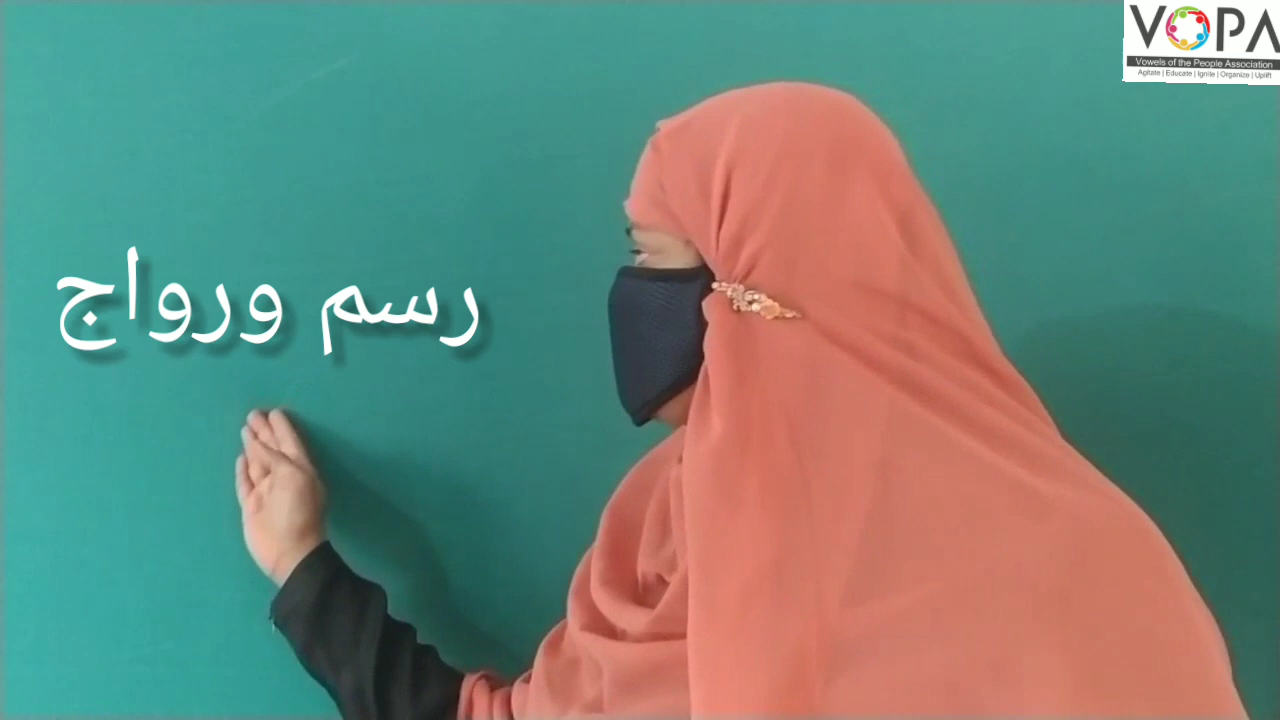 VOPA
Vowels of the People Association
Agitate | Educate | Ignite | Organize | Uplift
رسم ورواج